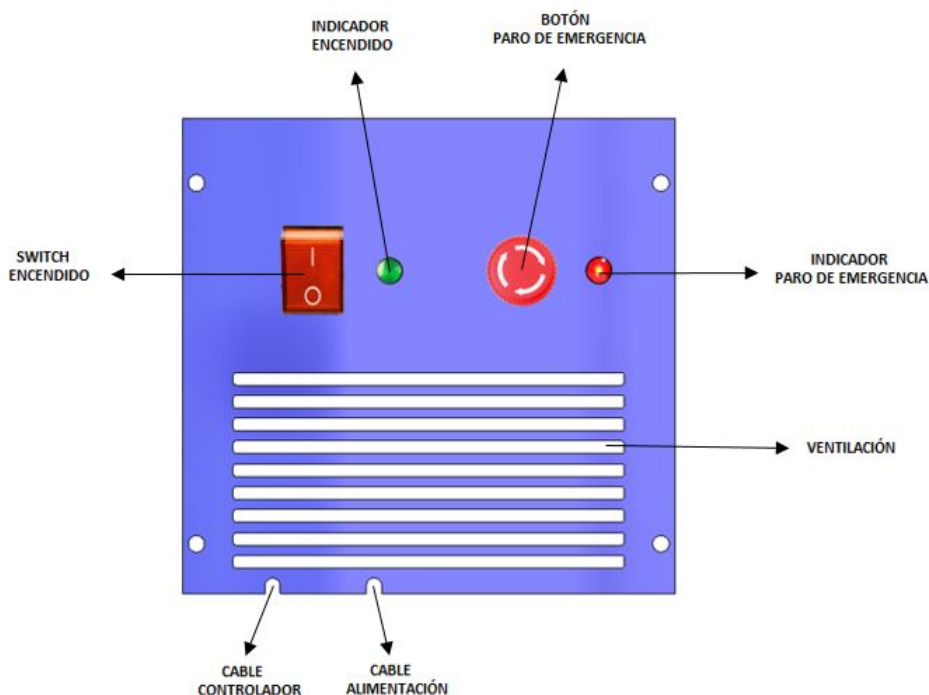 INDICADOR
ENCENDIDO
BOTÓN
PARO DE EMERGENCIA
SWITCH
ENCENDIDO
I
O
INDICADOR
PARO DE EMERGENCIA
VENTILACIÓN
CABLE
CONTROLADOR
CABLE
ALIMENTACIÓN